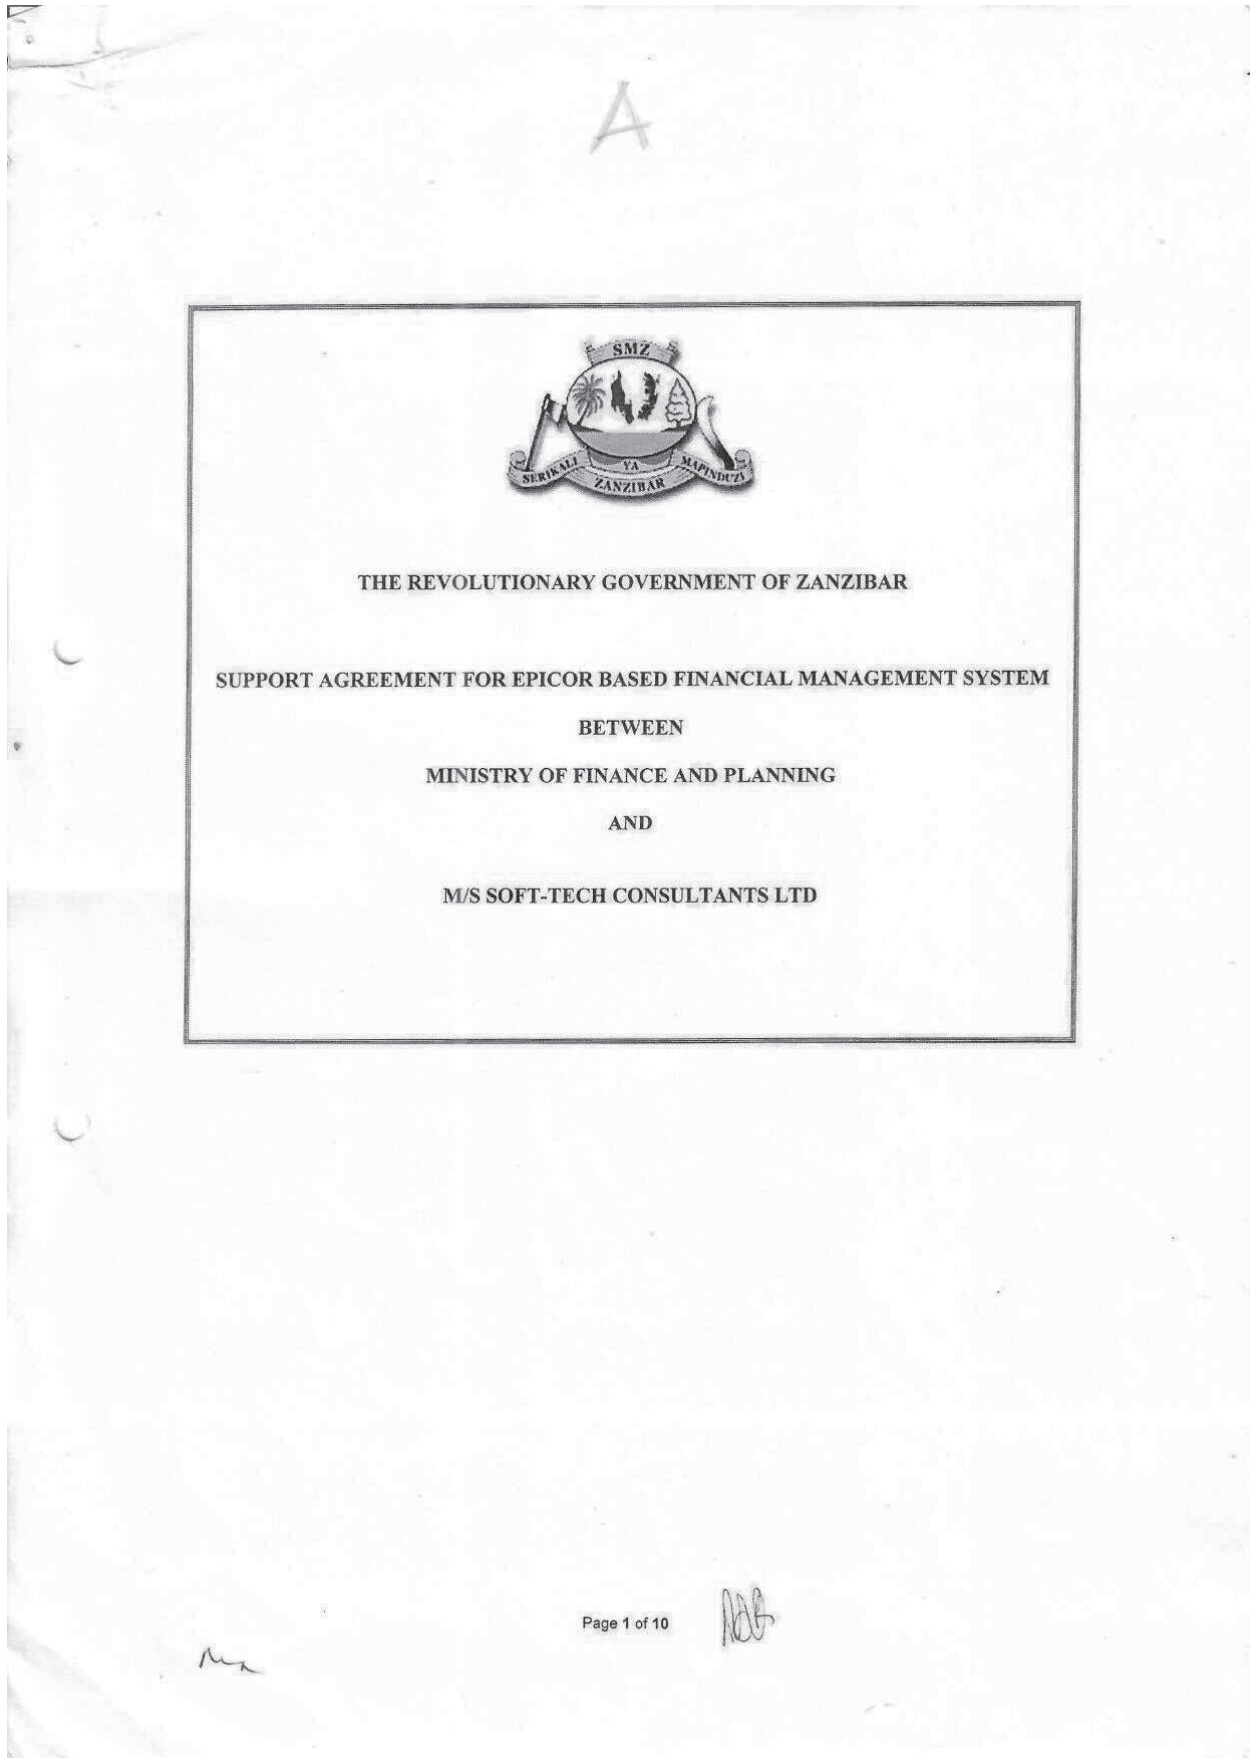 A
SMZ
SERIKALI YA MAPINDUZI
ZANZIBAR
THE REVOLUTIONARY GOVERNMENT OF ZANZIBAR
SUPPORT AGREEMENT FOR EPICOR BASED FINANCIAL MANAGEMENT SYSTEM
BETWEEN
MINISTRY OF FINANCE AND PLANNING
AND
M/S SOFT-TECH CONSULTANTS LTD
Page 1 of 10